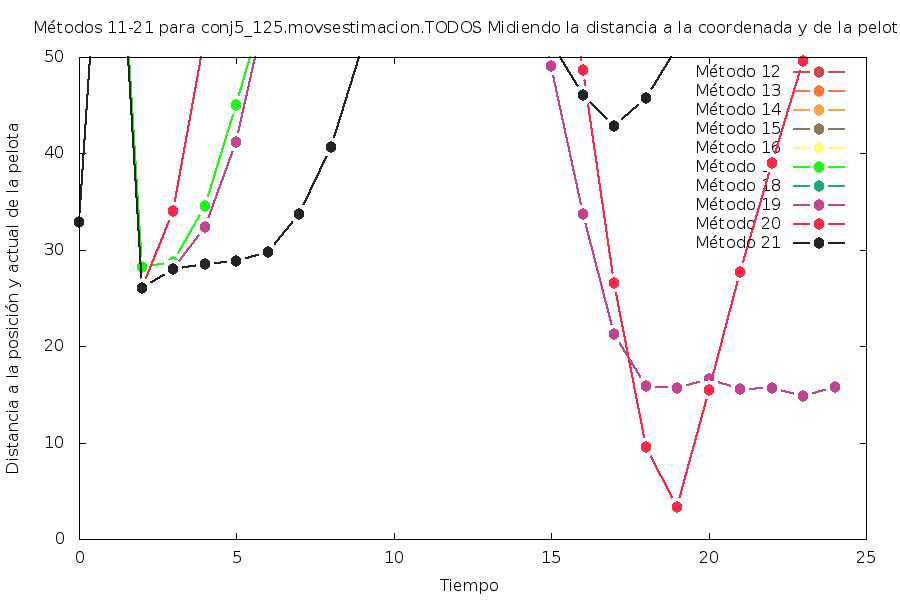 Métodos 11-21 para conj5_125.movsestimacion.TODOS Midiendo la distancia a la coordenada y de la pelot
Distancia a la posición y actual de la pelota
50
40
30
20
10
0
0 5 10 15 20 25
Tiempo
Método 12
Método 13
Método 14
Método 15
Método 16
Método -
Método 18
Método 19
Método 20
Método 21